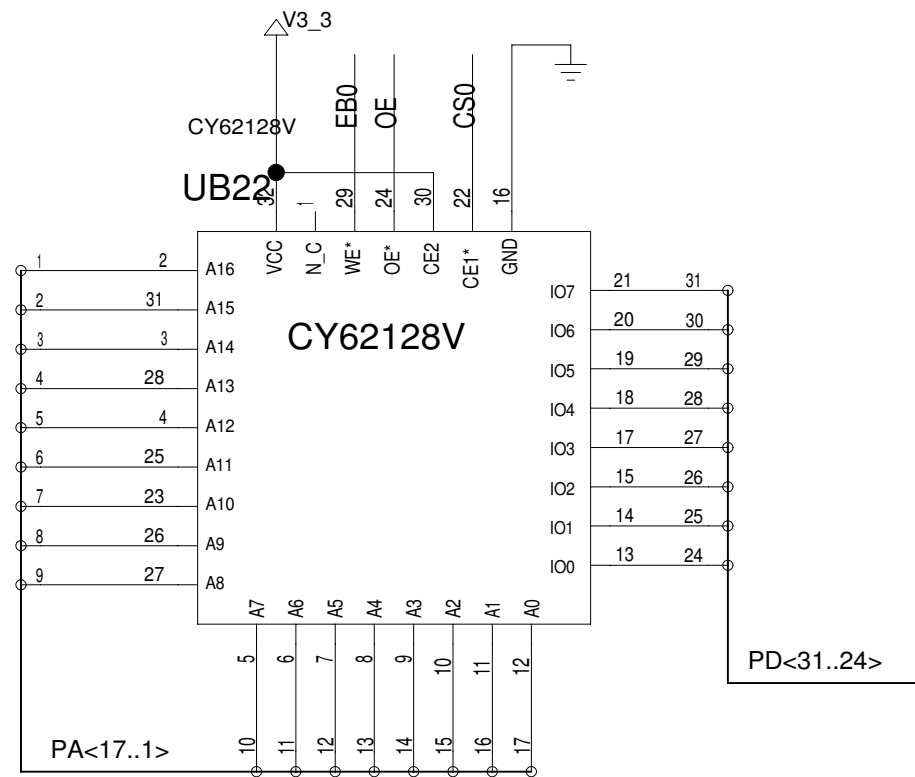 V3_3
EB0
OE
CS0
CY62128V
UB22
32
1
29
24
30
22
16
VCC
N_C
WE*
OE*
CE2
CE1*
GND
CY62128V
1 2 A16
2 31 A15
3 3 A14
4 28 A13
5 4 A12
6 25 A11
7 23 A10
8 26 A9
9 27 A8
IO7 21 31
IO6 20 30
IO5 19 29
IO4 18 28
IO3 17 27
IO2 15 26
IO1 14 25
IO0 13 24
A7 A6 A5 A4 A3 A2 A1 A0
5 6 7 8 9 10 11 12
10 11 12 13 14 15 16 17
PA<17..1>
PD<31..24>